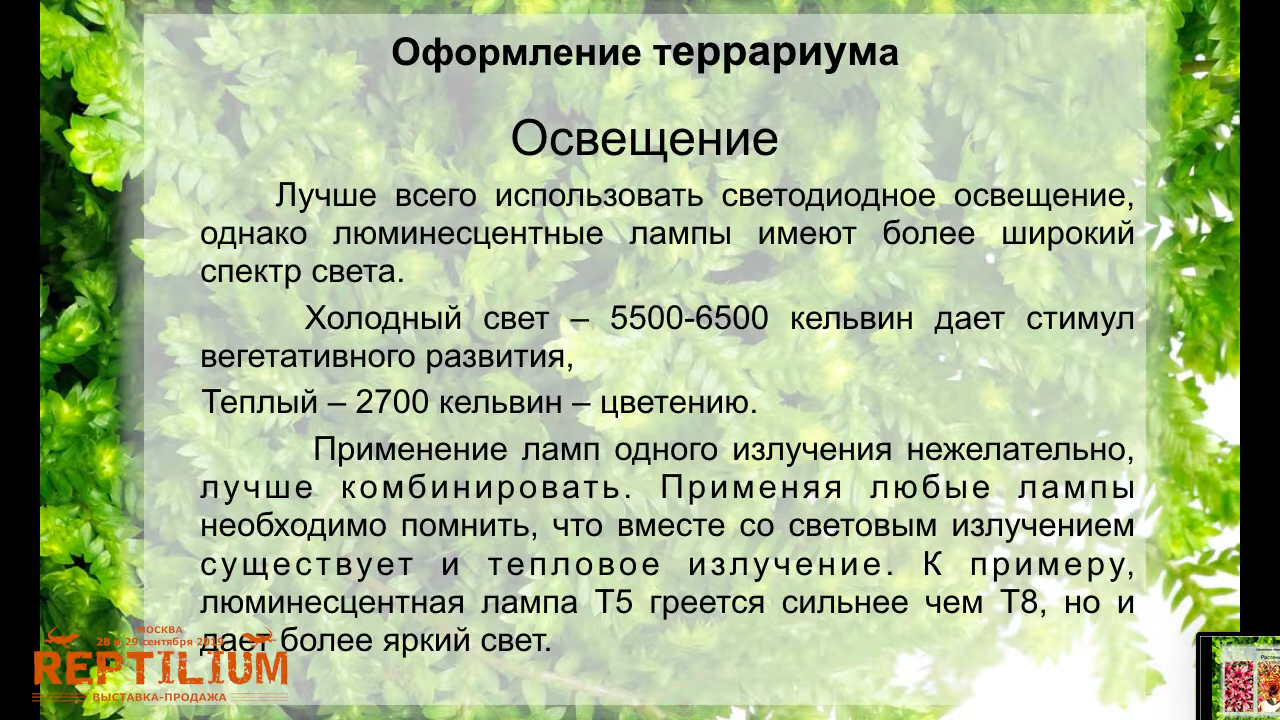 Оформление террариума
Освещение
Лучше всего использовать светодиодное освещение,
однако люминесцентные лампы имеют более широкий
спектр света.
Холодный свет – 5500-6500 кельвин дает стимул
вегетативного развития,
Теплый – 2700 кельвин – цветению.
Применение ламп одного излучения нежелательно,
лучше комбинировать. Применяя любые лампы
необходимо помнить, что вместе со световым излучением
существует и тепловое излучение. К примеру,
люминесцентная лампа Т5 греется сильнее чем Т8, но и
дает более яркий свет.
МОСКВА
28 и 29 сентября 2019
REPTILIUM
ВЫСТАВКА-ПРОДАЖА